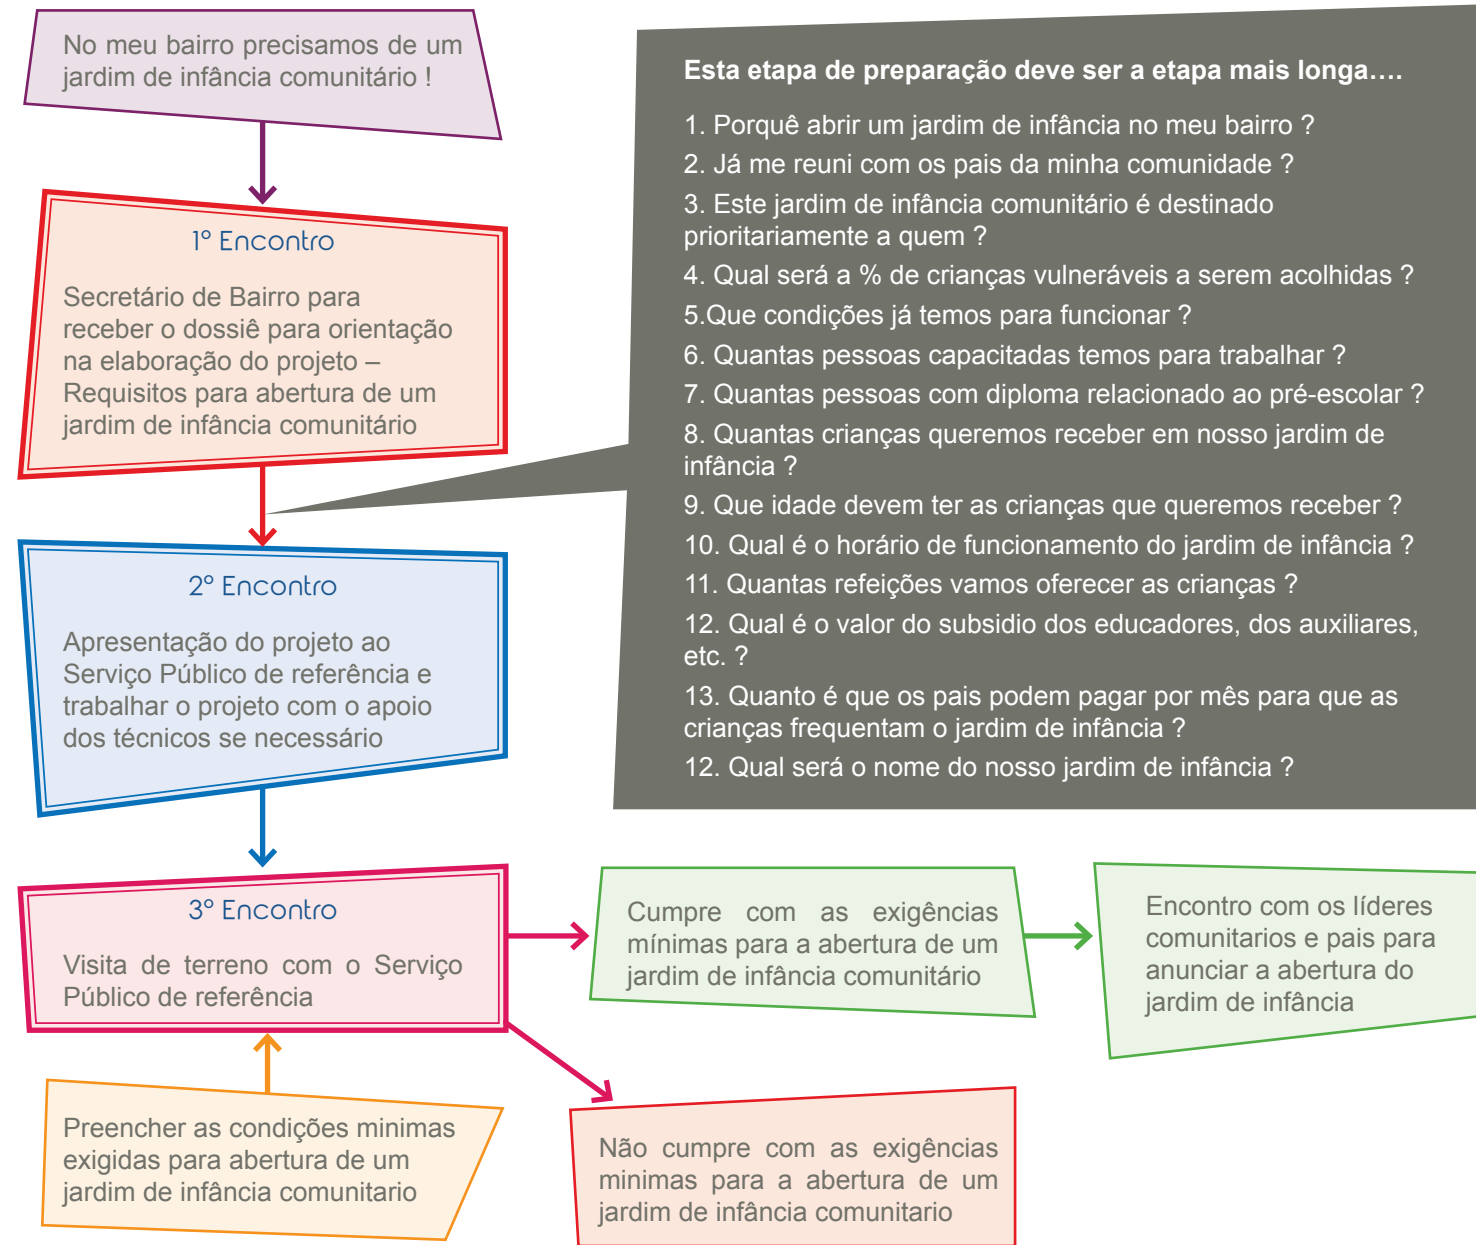 No meu bairro precisamos de um
jardim de infância comunitário !
1º Encontro
Secretário de Bairro para
receber o dossiê para orientação
na elaboração do projeto –
Requisitos para abertura de um
jardim de infância comunitário
2º Encontro
Apresentação do projeto ao
Serviço Público de referência e
trabalhar o projeto com o apoio
dos técnicos se necessário
Esta etapa de preparação deve ser a etapa mais longa….
1. Porquê abrir um jardim de infância no meu bairro ?
2. Já me reuni com os pais da minha comunidade ?
3. Este jardim de infância comunitário é destinado
prioritariamente a quem ?
4. Qual será a % de crianças vulneráveis a serem acolhidas ?
5.Que condições já temos para funcionar ?
6. Quantas pessoas capacitadas temos para trabalhar ?
7. Quantas pessoas com diploma relacionado ao pré-escolar ?
8. Quantas crianças queremos receber em nosso jardim de
infância ?
9. Que idade devem ter as crianças que queremos receber ?
10. Qual é o horário de funcionamento do jardim de infância ?
11. Quantas refeições vamos oferecer as crianças ?
12. Qual é o valor do subsidio dos educadores, dos auxiliares,
etc. ?
13. Quanto é que os pais podem pagar por mês para que as
crianças frequentam o jardim de infância ?
12. Qual será o nome do nosso jardim de infância ?
3º Encontro
Visita de terreno com o Serviço
Público de referência
Cumpre com as exigências
mínimas para a abertura de um
jardim de infância comunitário
Encontro com os líderes
comunitarios e pais para
anunciar a abertura do
jardim de infância
Preencher as condições minimas
exigidas para abertura de um
jardim de infância comunitario
Não cumpre com as exigências
minimas para a abertura de um
jardim de infância comunitario